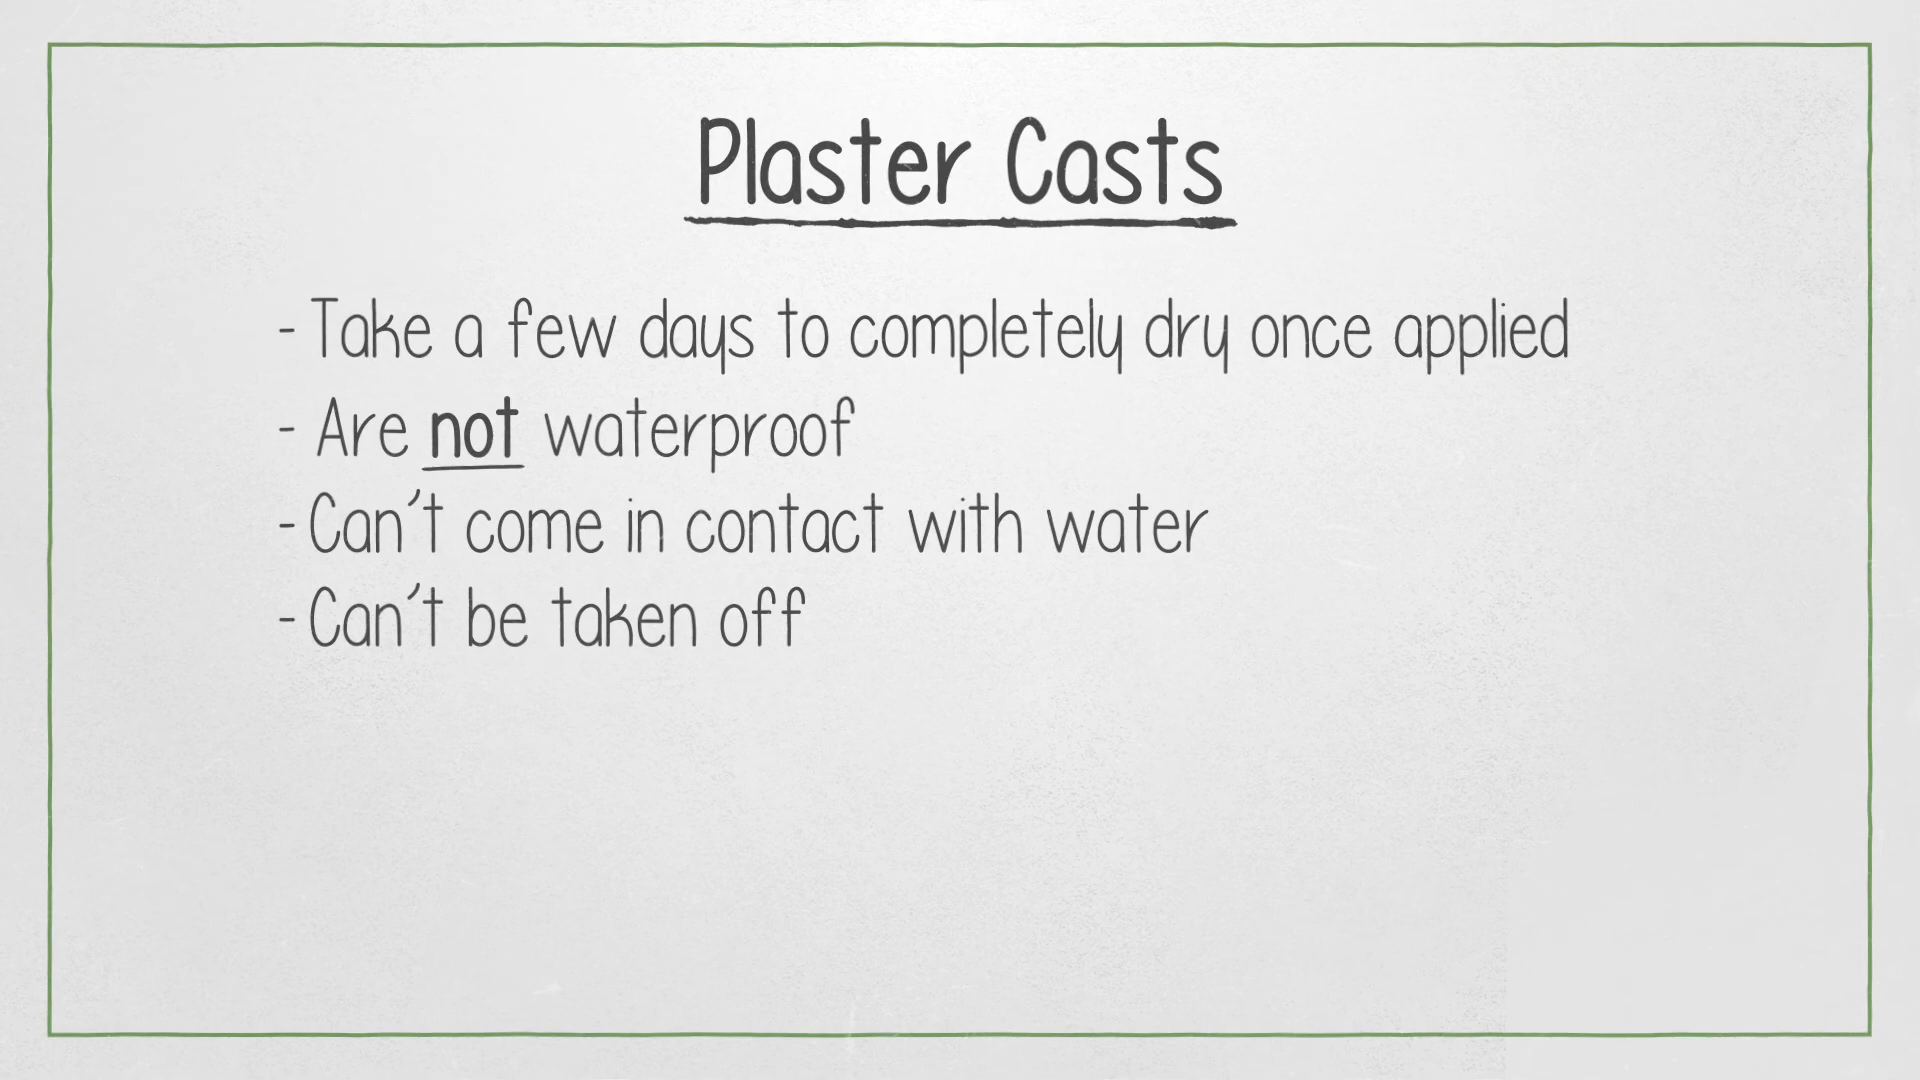 Plaster Casts
- Take a few days to completely dry once applied
- Are not waterproof
- Can't come in contact with water
- Can't be taken off